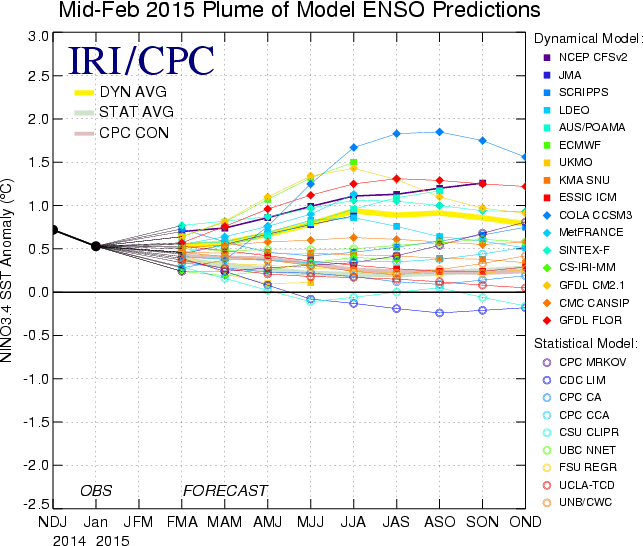 Mid-Feb 2015 Plume of Model ENSO Predictions
3.0
2.5
2.0
1.5
1.0
0.5
0.0
-0.5
-1.0
-1.5
-2.0
-2.5
NINO3.4 SST Anomaly (°C)
IRI/CPC
DYN AVG
STAT AVG
CPC CON
OBS
FORECAST
NDJ Jan JFM FMA MAM AMJ MJJ JJA JAS ASO SON OND
2014 2015
Dynamical Model:
NCEP CFSv2
JMA
SCRIPPS
LDEO
AUS/POAMA
ECMWF
UKMO
KMA SNU
ESSIC ICM
COLA CCSM3
MetFRANCE
SINTEX-F
CS-IRI-MM
GFDL CM2.1
CMC CANSIP
GFDL FLOR
Statistical Model:
CPC MRKOV
CDC LIM
CPC CA
CPC CCA
CSU CLIPR
UBC NNET
FSU REGR
UCLA-TCD
UNB/CWC